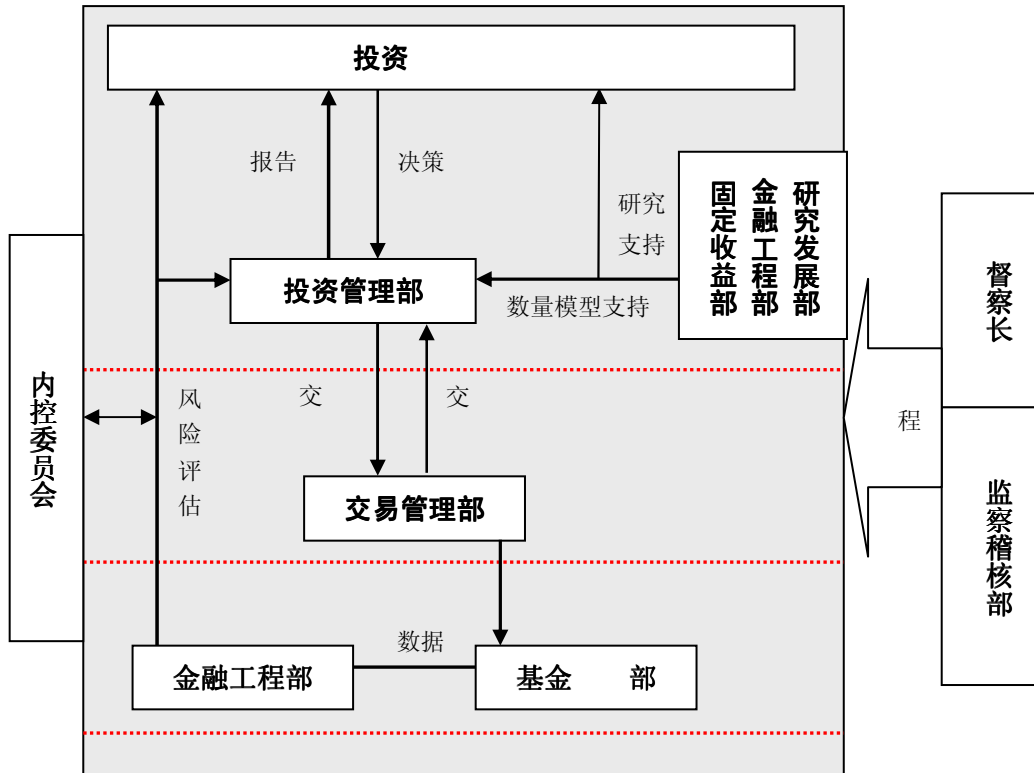 投资
报告
决策
研究
支持
研究发展部
金融工程部
固定收益部
投资管理部
数量模型支持
督察长
内控委员会
风险评估
交
交
程
交易管理部
监察稽核部
数据
金融工程部
基金 部